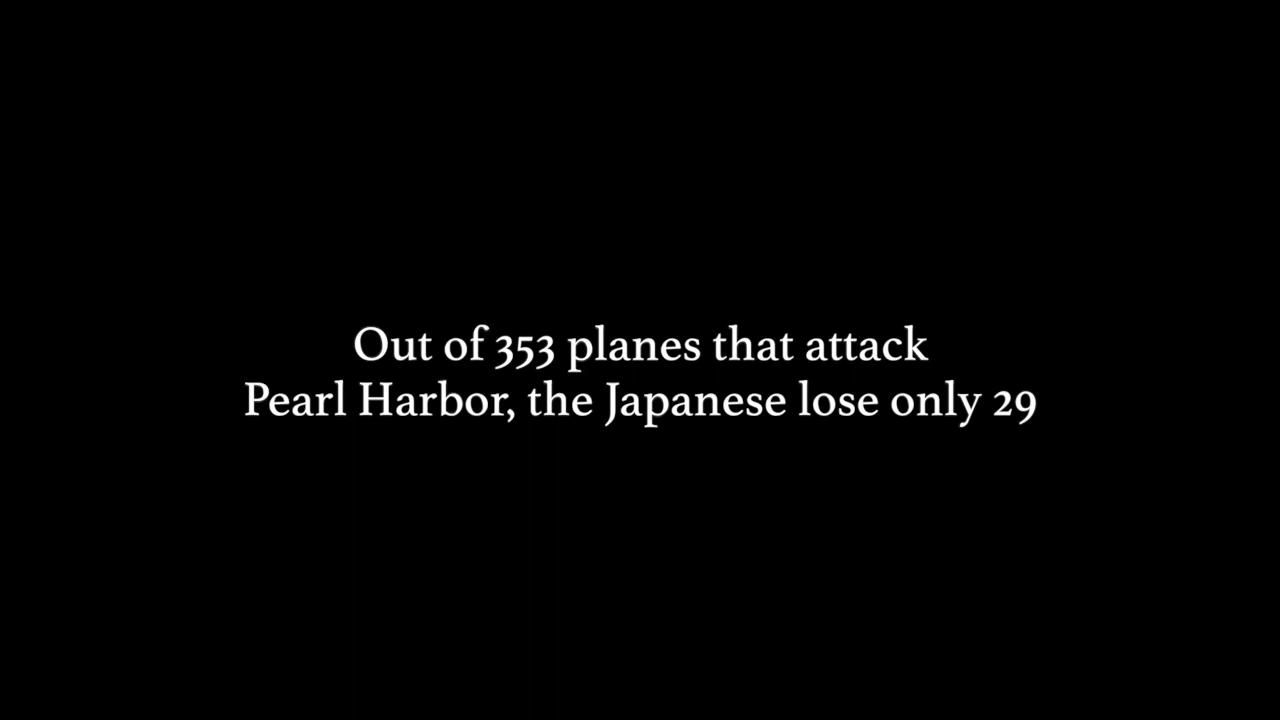 Out of 353 planes that attack
Pearl Harbor, the Japanese lose only 29